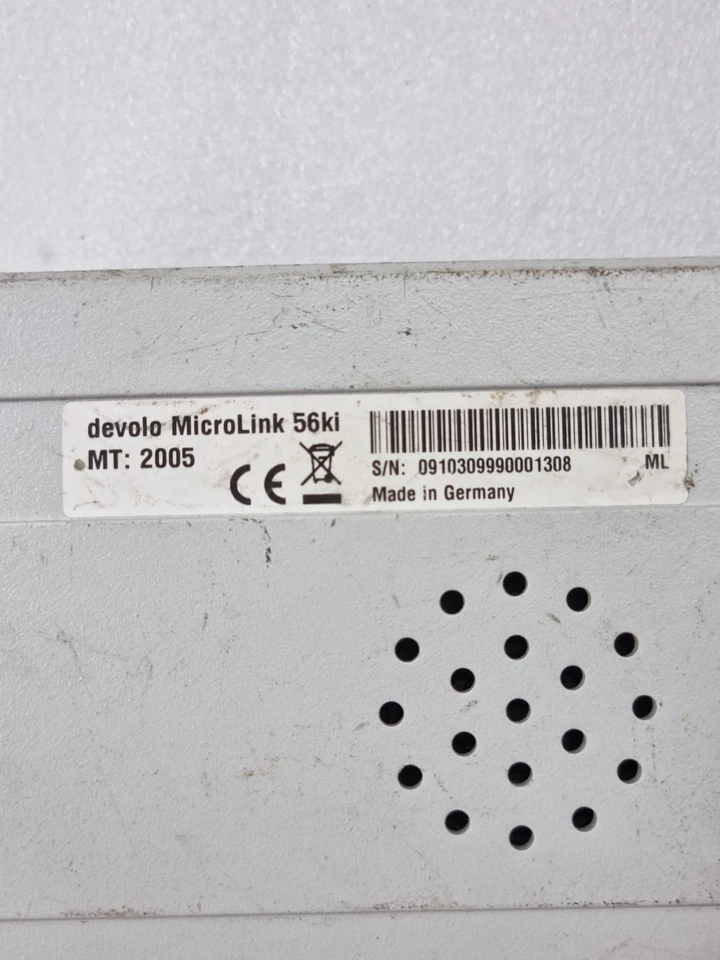 devolo MicroLink 56ki
MT: 2005
CE
S/N: 0910309990001308 ML
Made in Germany